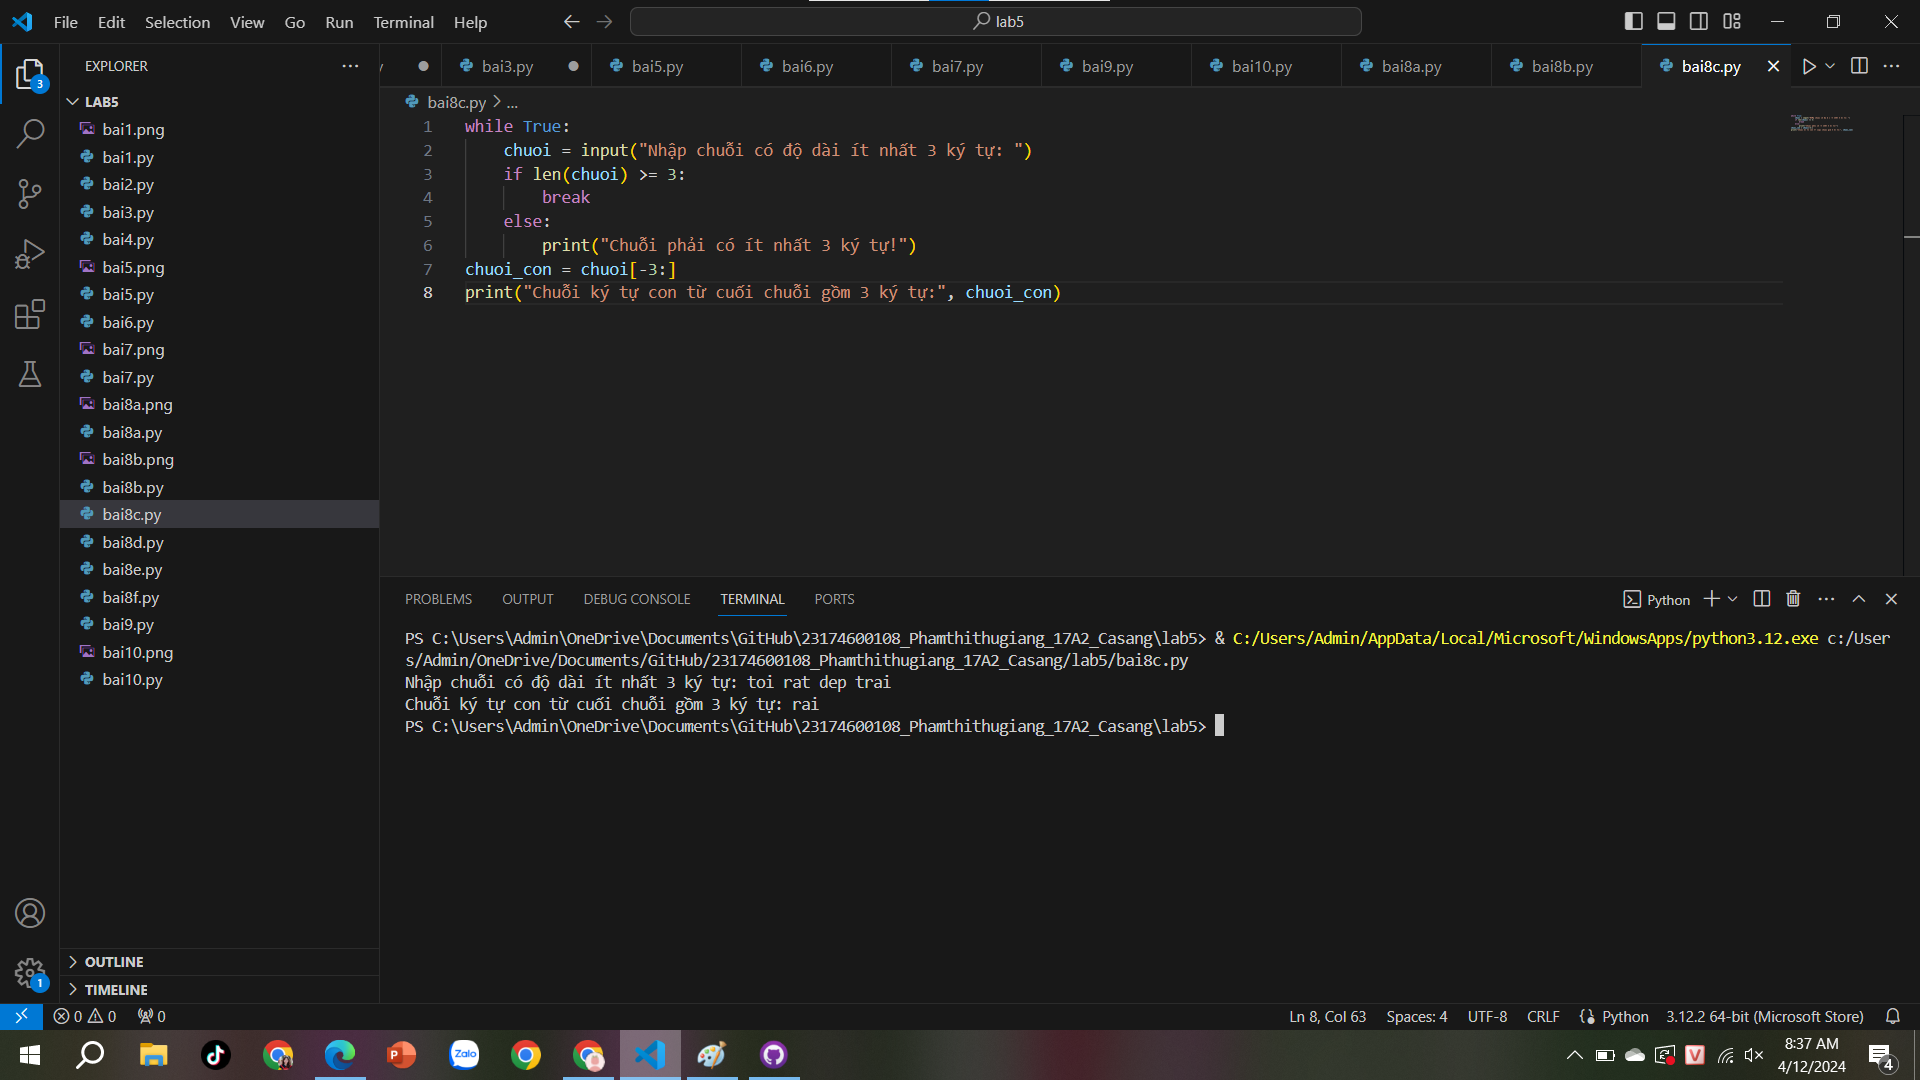 File Edit Selection View Go Run Terminal Help
lab5
EXPLORER
3
LAB5
bai1.png
bai1.py
bai2.py
bai3.py
bai4.py
bai5.png
bai5.py
bai6.py
bai7.png
bai7.py
bai8a.png
bai8a.py
bai8b.png
bai8b.py
bai8c.py
bai8d.py
bai8e.py
bai8f.py
bai9.py
bai10.png
bai10.py
OUTLINE
TIMELINE
1
bai3.py bai5.py bai6.py bai7.py bai9.py bai10.py bai8a.py bai8b.py bai8c.py
bai8c.py > ...
1 while True:
2 chuoi = input("Nhập chuỗi có độ dài ít nhất 3 ký tự: ")
3 if len(chuoi) >= 3:
4 break
5 else:
6 print("Chuỗi phải có ít nhất 3 ký tự!")
7 chuoi_con = chuoi[-3:]
8 print("Chuỗi ký tự con từ cuối chuỗi gồm 3 ký tự:", chuoi_con)
PROBLEMS OUTPUT DEBUG CONSOLE TERMINAL PORTS
Python
PS C:\Users\Admin\OneDrive\Documents\GitHub\23174600108_Phamthithugiang_17A2_Casang\lab5> & C:/Users/Admin/AppData/Local/Microsoft/WindowsApps/python3.12.exe c:/User
s/Admin/OneDrive/Documents/GitHub/23174600108_Phamthithugiang_17A2_Casang/lab5/bai8c.py
Nhập chuỗi có độ dài ít nhất 3 ký tự: toi rat dep trai
Chuỗi ký tự con từ cuối chuỗi gồm 3 ký tự: rai
PS C:\Users\Admin\OneDrive\Documents\GitHub\23174600108_Phamthithugiang_17A2_Casang\lab5>
0 0 0
Ln 8, Col 63 Spaces: 4 UTF-8 CRLF Python 3.12.2 64-bit (Microsoft Store)
Zalo
V
8:37 AM
4/12/2024
4